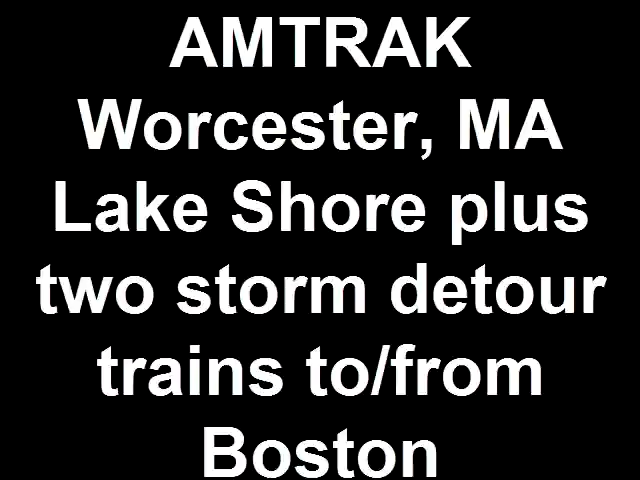 AMTRAK
Worcester, MA
Lake Shore plus
two storm detour
trains to/from
Boston